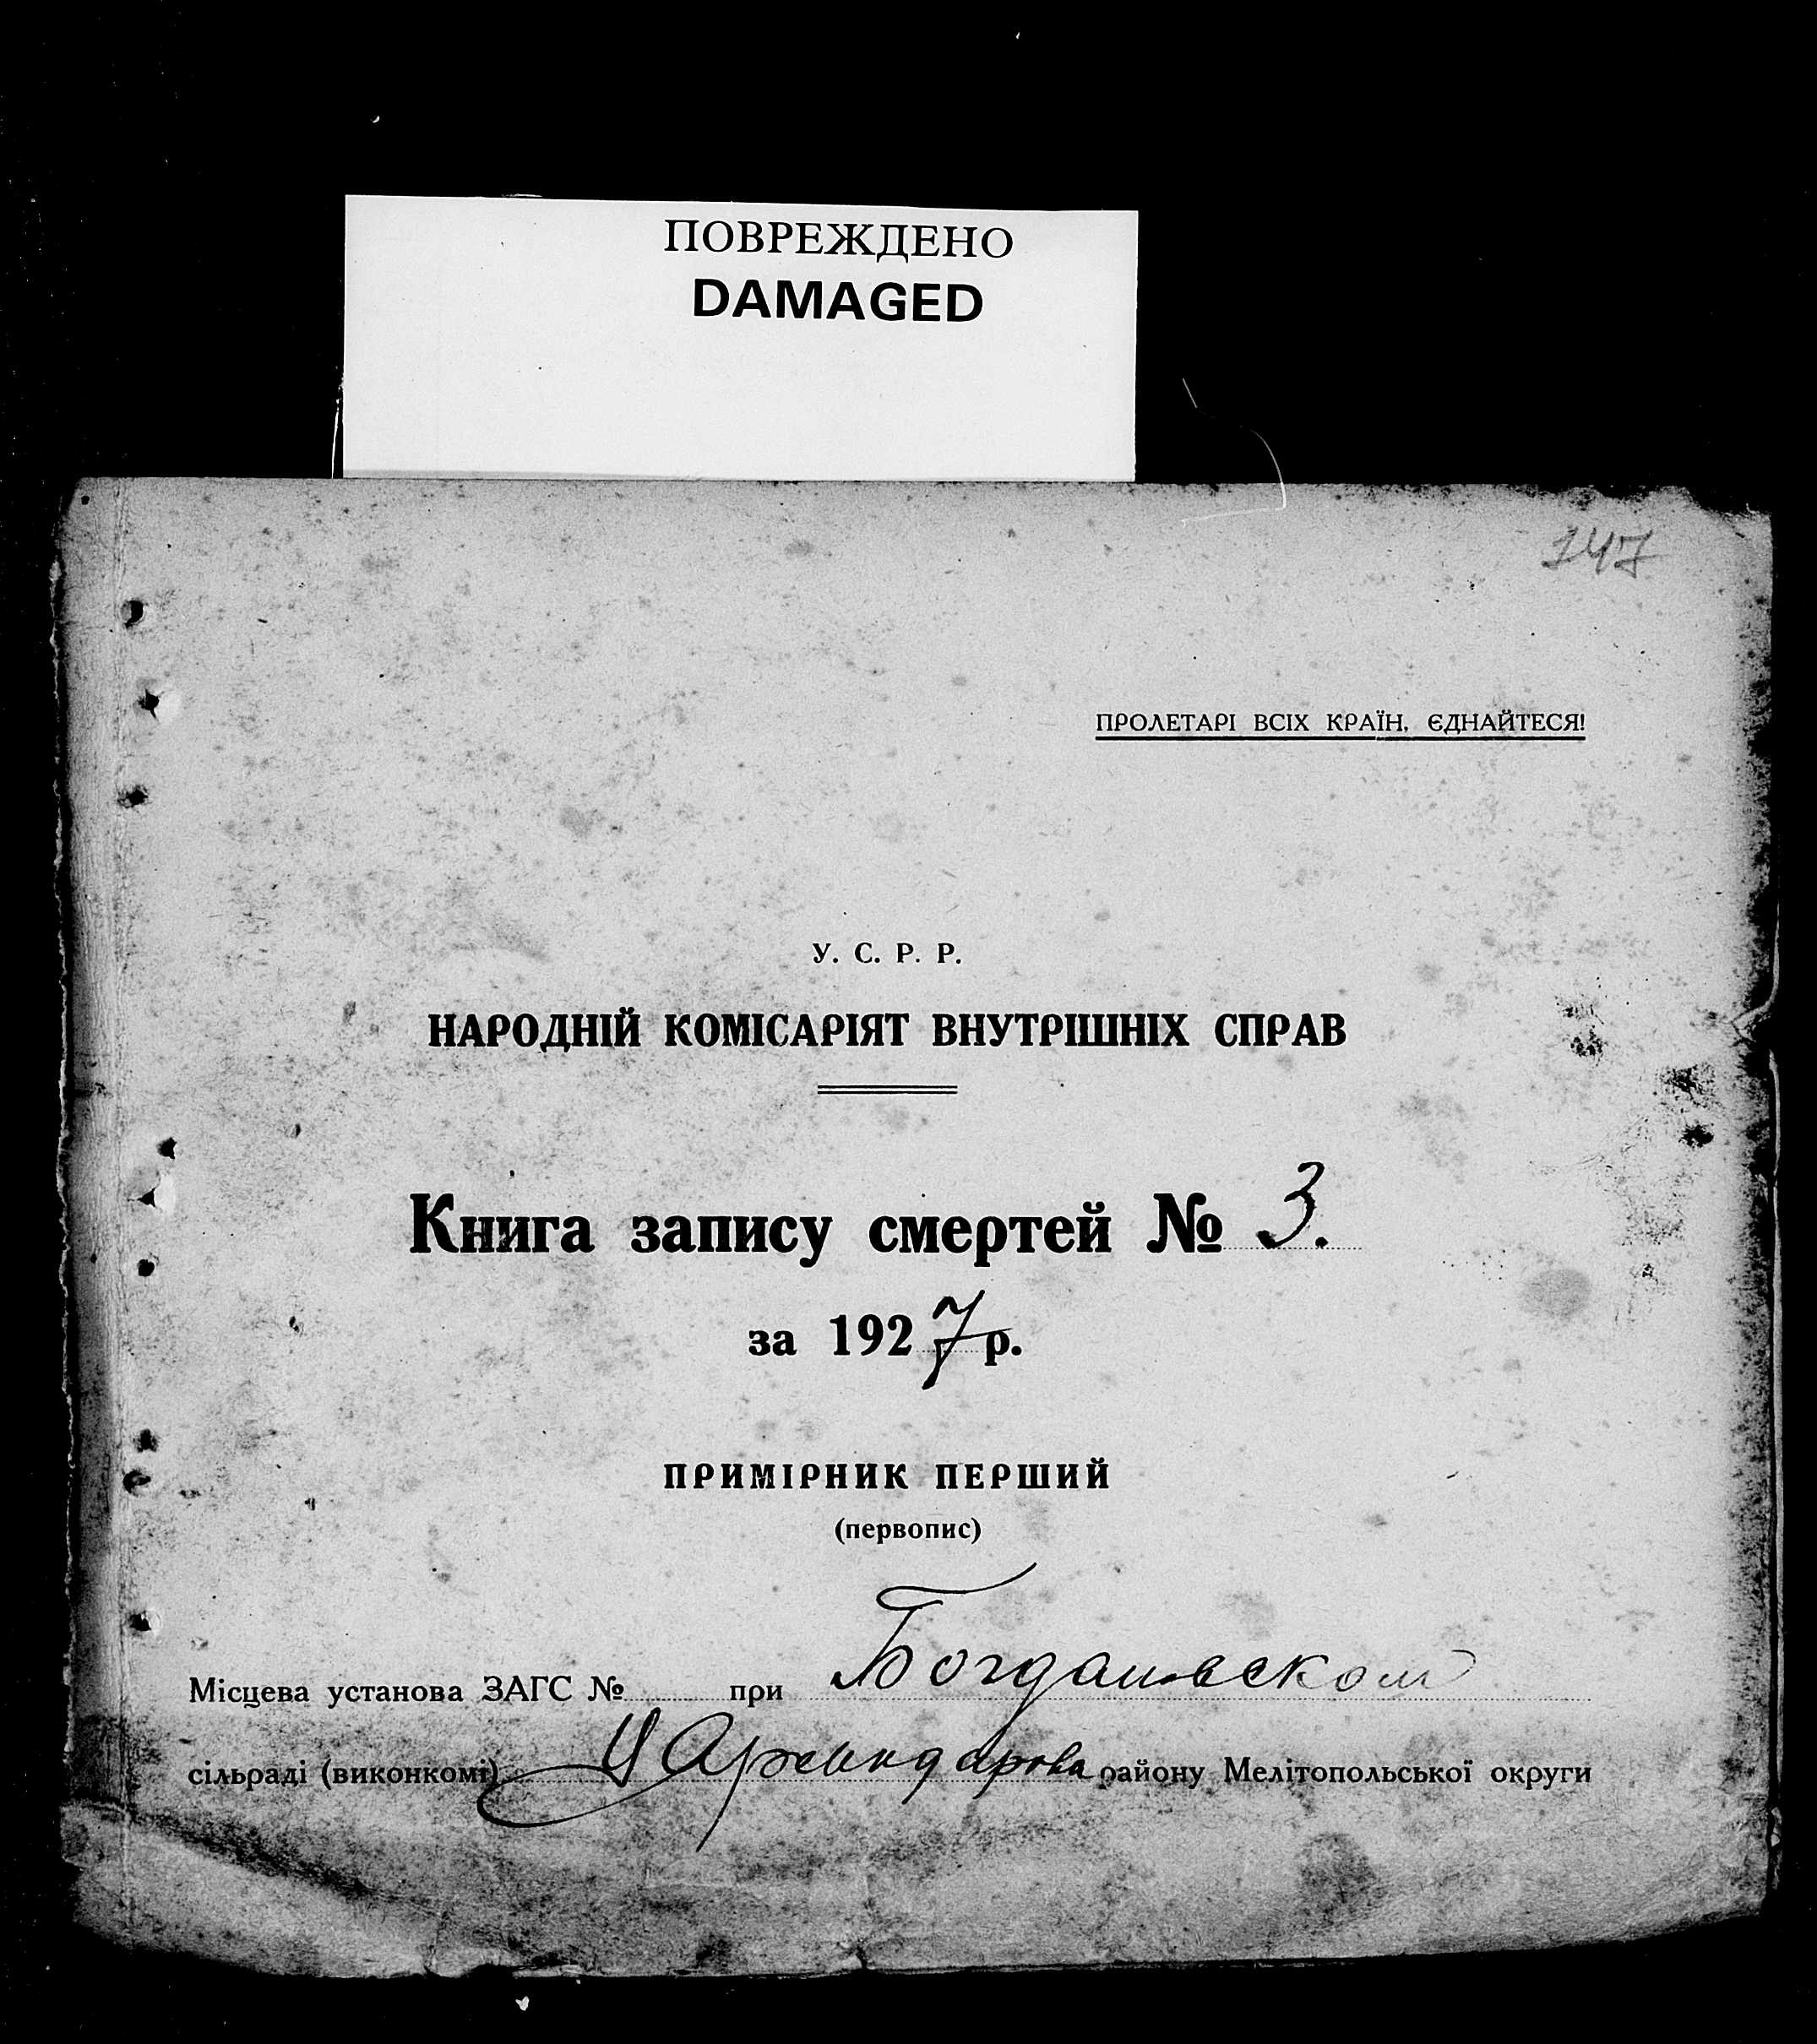 ПОВРЕЖДЕНО
DAMAGED
147
ПРОЛЕТАРІ ВСІХ КРАЇН, ЄДНАЙТЕСЯ!
У. С. Р. Р.
НАРОДНІЙ КОМІСАРІЯТ ВНУТРІШНІХ СПРАВ
Книга запису смертей № 3.
за 1927 р.
ПРИМІРНИК ПЕРШИЙ
(первопис)
Місцева установа ЗАГС № при Богдановском
сільраді (виконкомі) району Мелітопольської округи